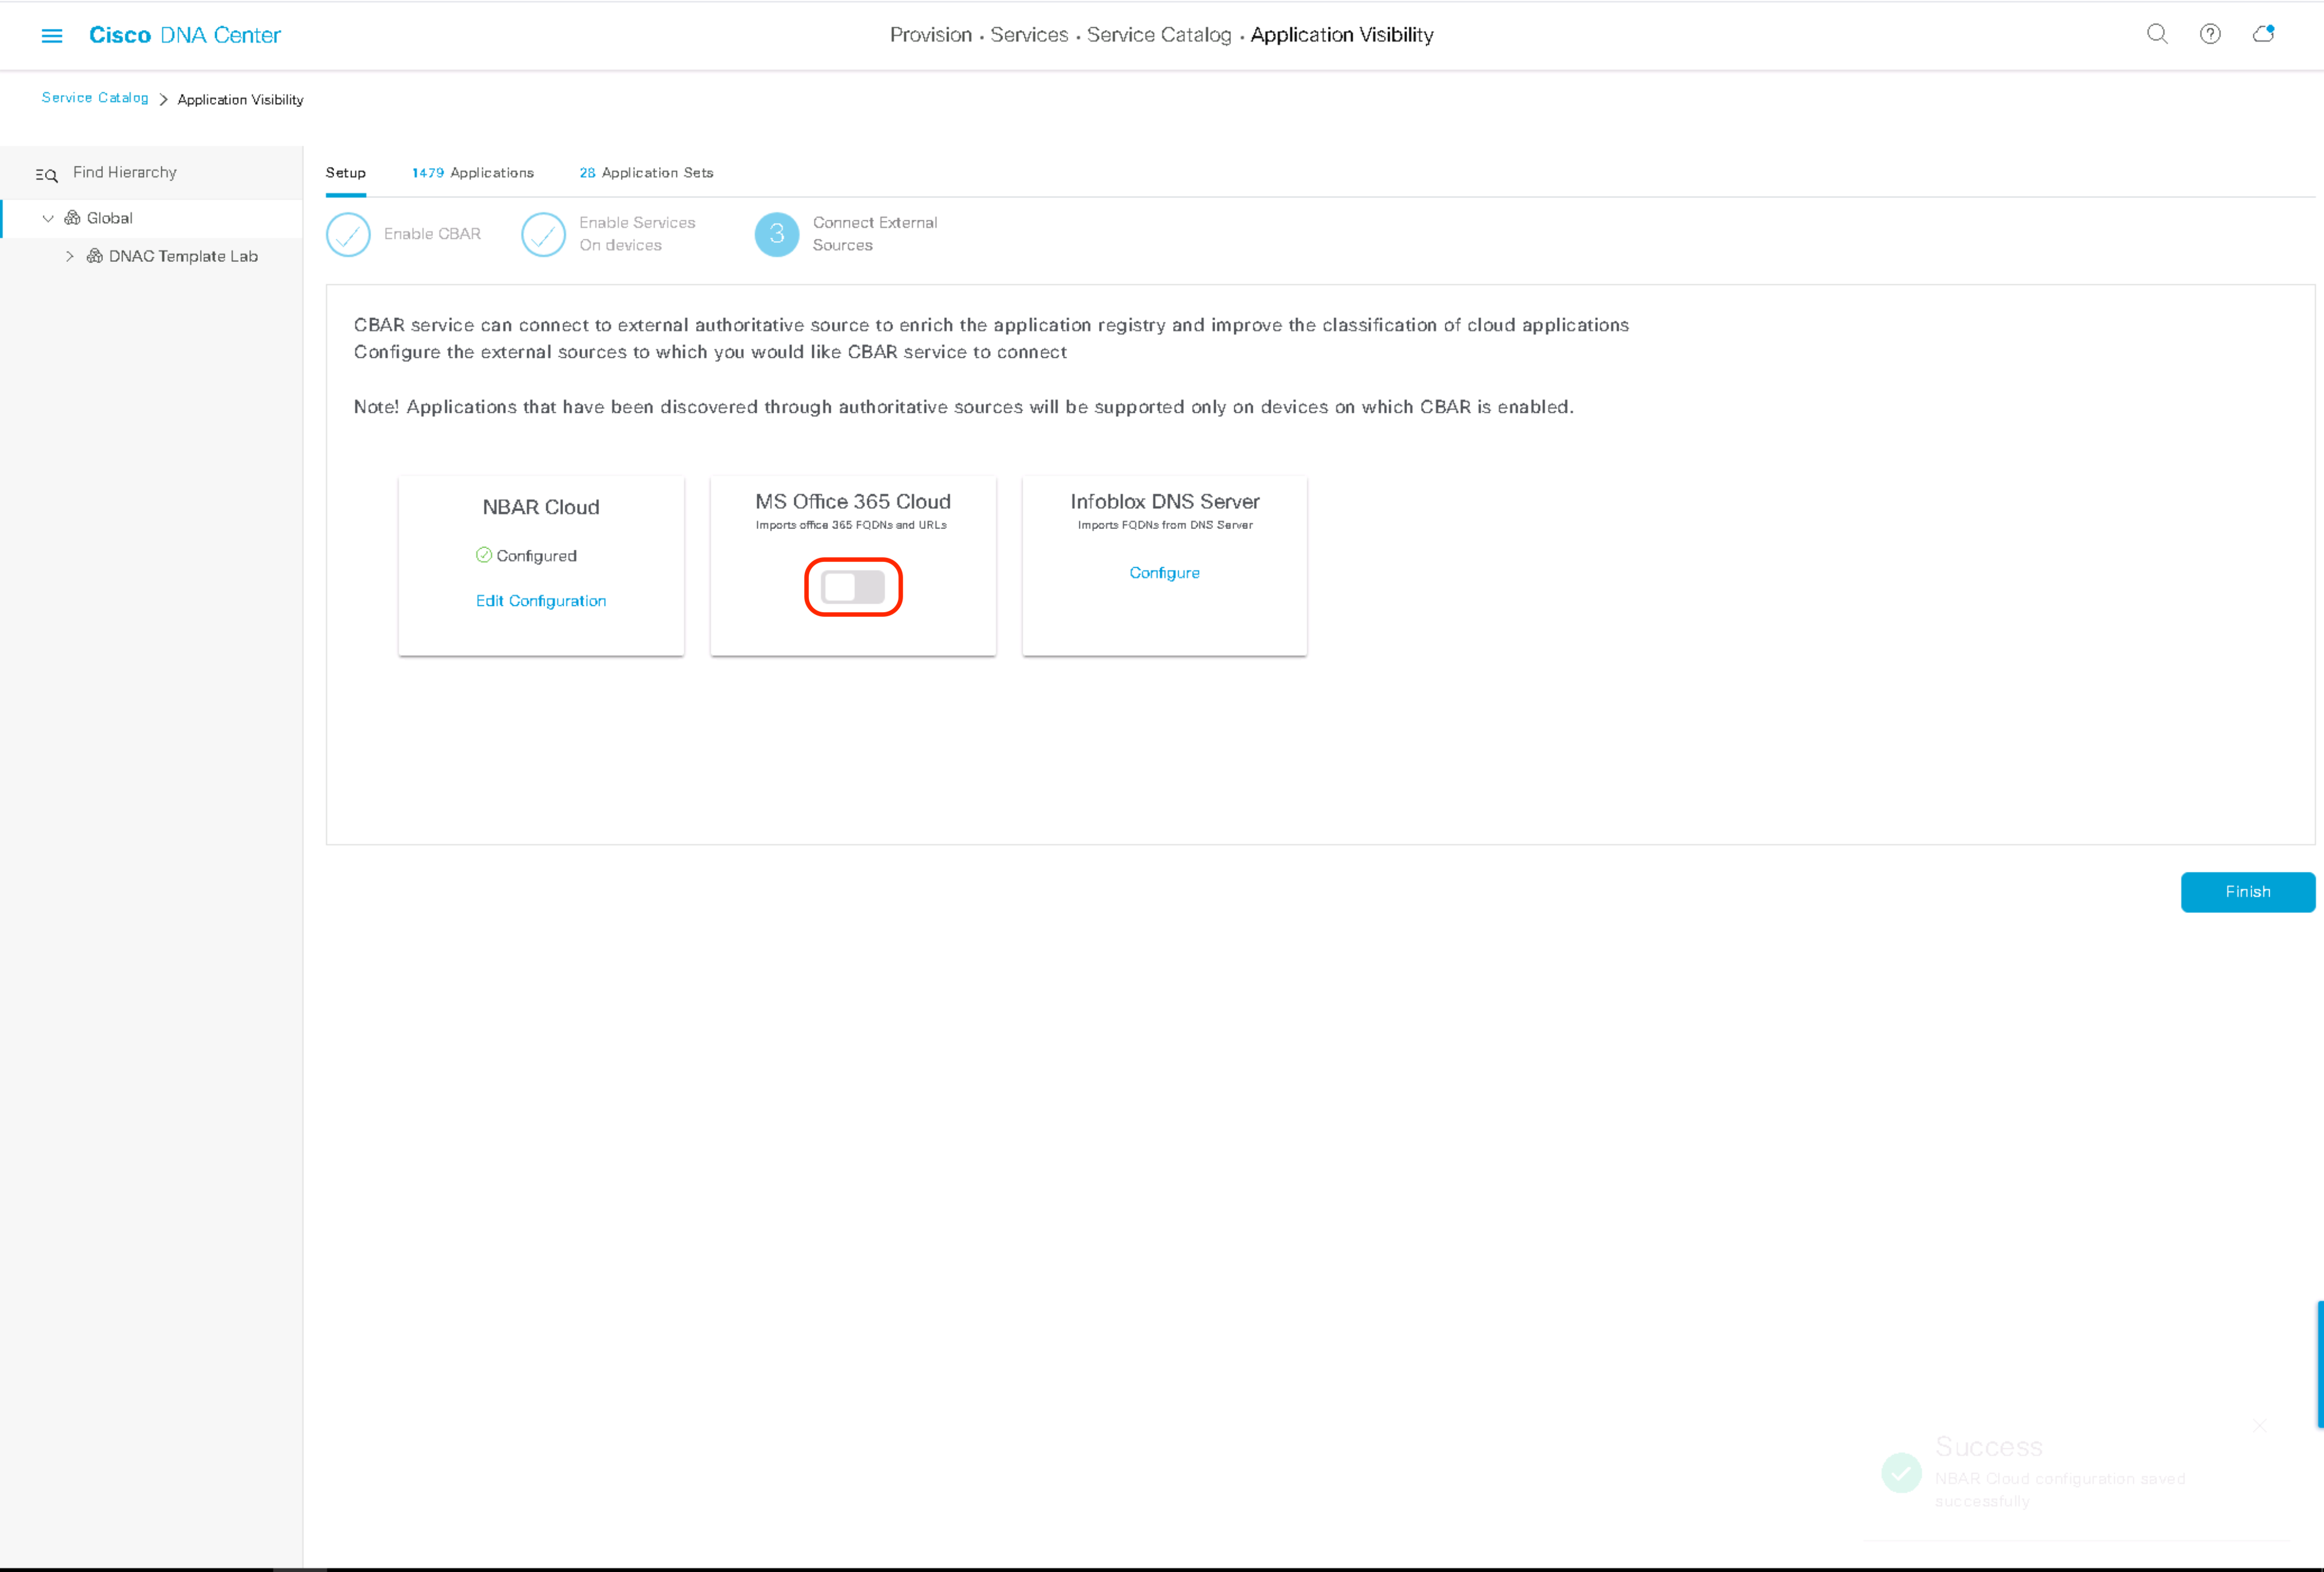 Cisco DNA Center
Provision • Services • Service Catalog • Application Visibility
Service Catalog > Application Visibility
Find Hierarchy
Global
DNAC Template Lab
Setup
1479 Applications
28 Application Sets
Enable CBAR
Enable Services
On devices
3
Connect External
Sources
CBAR service can connect to external authoritative source to enrich the application registry and improve the classification of cloud applications
Configure the external sources to which you would like CBAR service to connect
Note! Applications that have been discovered through authoritative sources will be supported only on devices on which CBAR is enabled.
NBAR Cloud
Configured
Edit Configuration
MS Office 365 Cloud
Imports office 365 FQDNs and URLs
Infoblox DNS Server
Imports FQDNs from DNS Server
Configure
Finish
Success
NBAR Cloud configuration saved
successfully